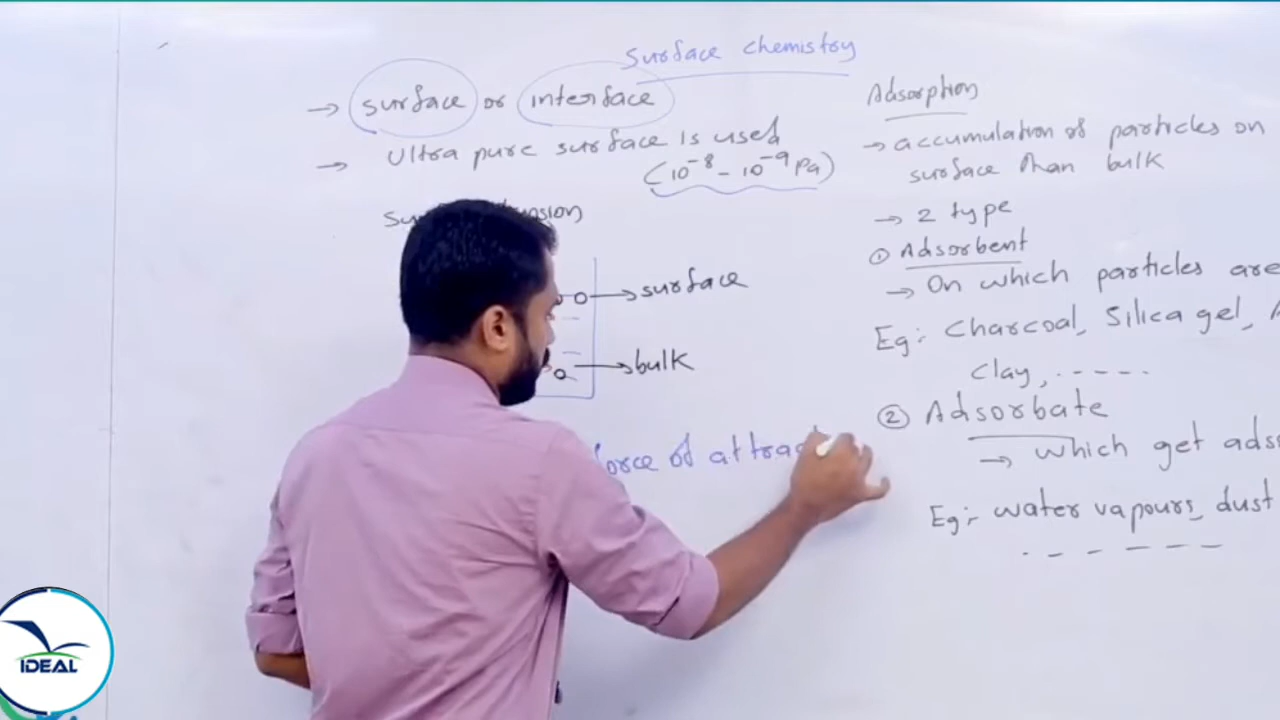 Surface chemistry
→ surface or interface
→ Ultra pure surface is used
(10⁻⁸ - 10⁻⁹ Pa)
surface
bulk
force of attract
Adsorption
→ accumulation of particles on
surface than bulk
→ 2 type
① Adsorbent
→ On which particles are
Eg:- Charcoal, Silica gel,
Clay, -----
② Adsorbate
→ which get ads
Eg:- water vapours, dust
IDEAL